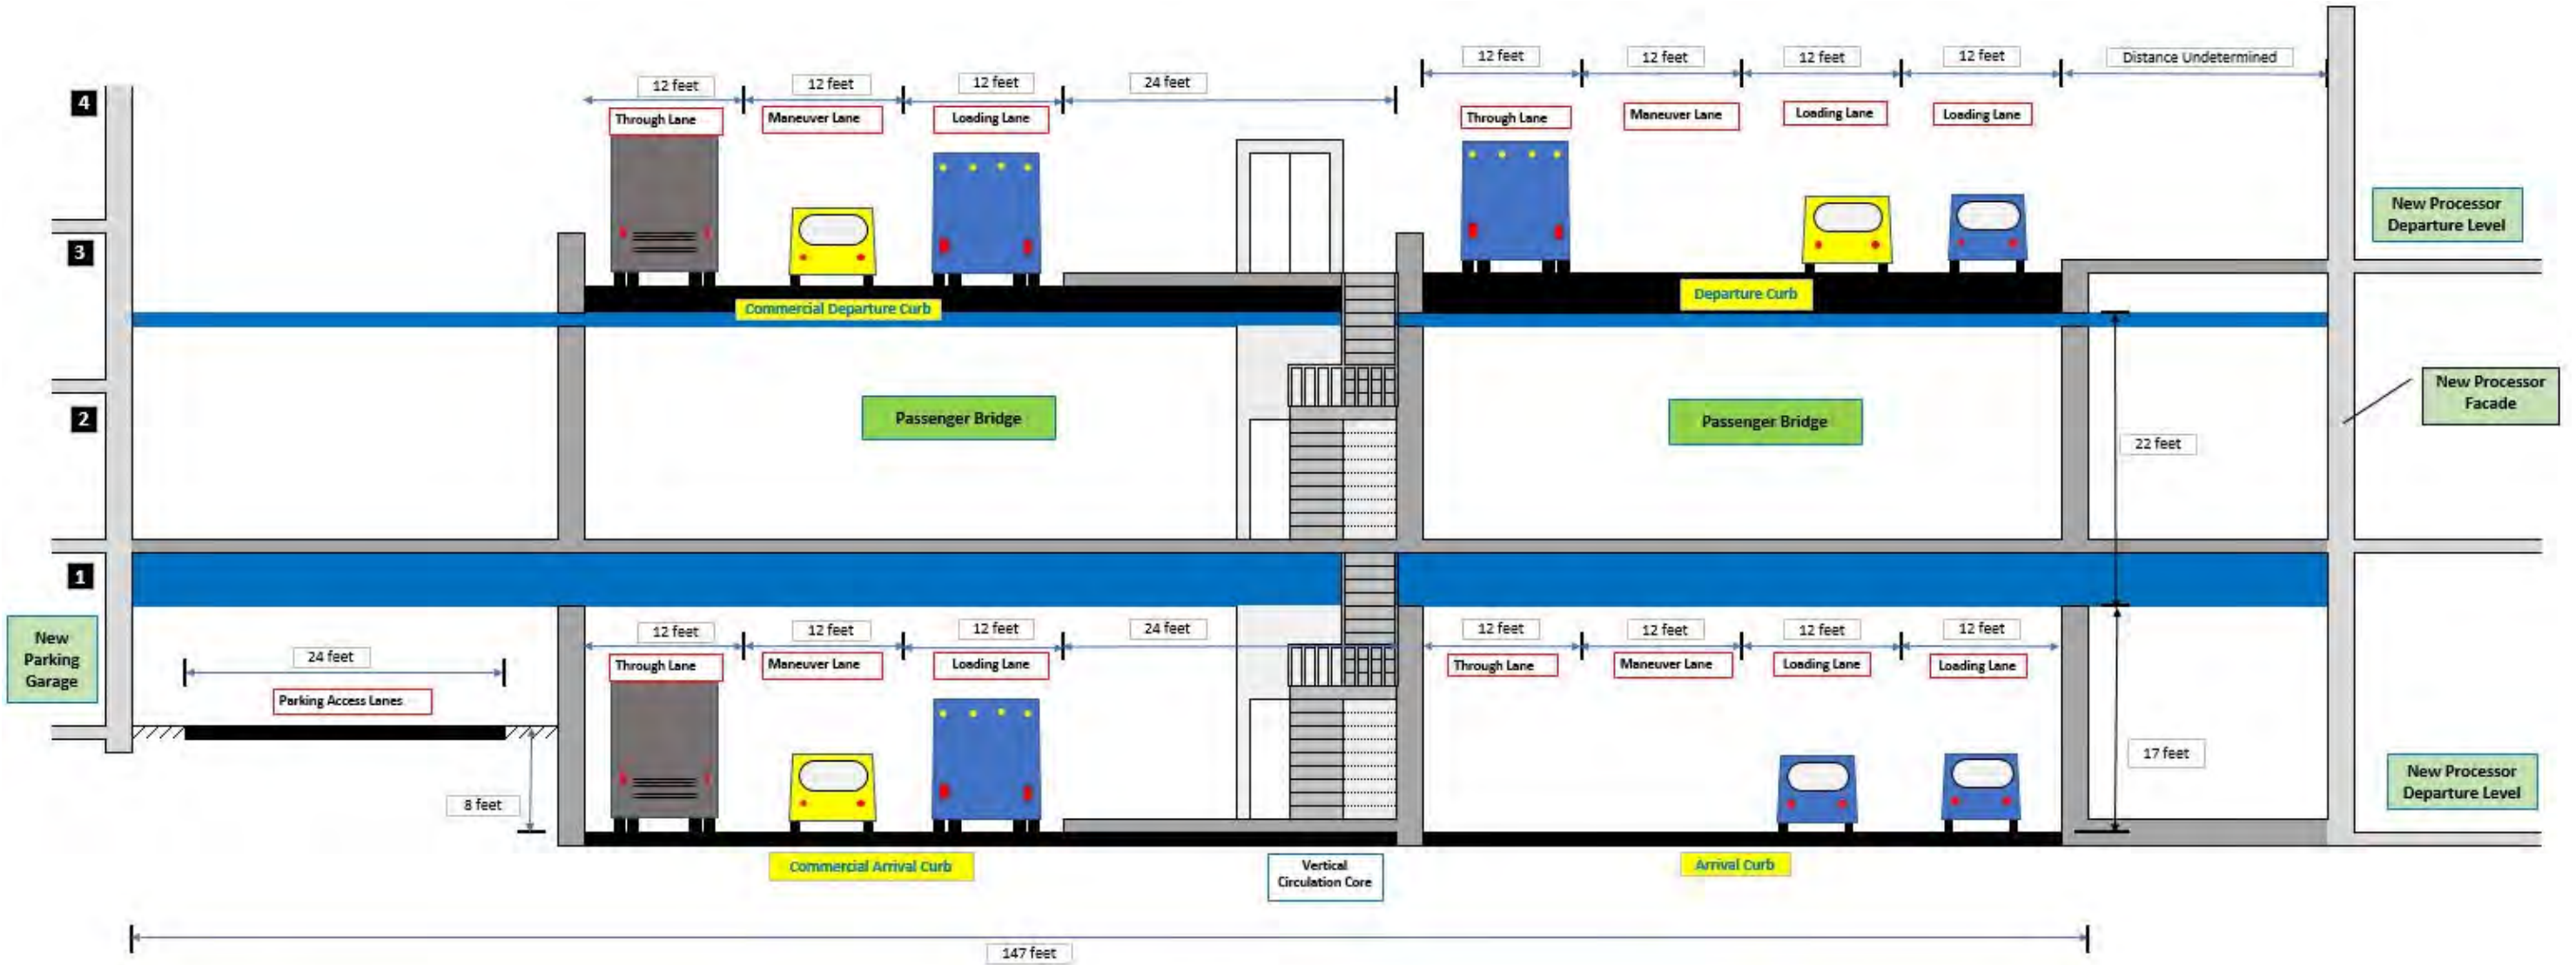 12 feet
12 feet
12 feet
12 feet
Distance Undetermined
12 feet
12 feet
12 feet
24 feet
4
Through Lane
Maneuver Lane
Loading Lane
Through Lane
Maneuver Lane
Loading Lane
Loading Lane
New Processor
Departure Level
3
Commercial Departure Curb
Departure Curb
New Processor
Facade
2
Passenger Bridge
Passenger Bridge
22 feet
1
New
Parking
Garage
24 feet
Parking Access Lanes
12 feet
12 feet
12 feet
24 feet
12 feet
12 feet
12 feet
12 feet
Through Lane
Maneuver Lane
Loading Lane
Through Lane
Maneuver Lane
Loading Lane
Loading Lane
17 feet
New Processor
Departure Level
8 feet
Commercial Arrival Curb
Vertical
Circulation Core
Arrival Curb
147 feet